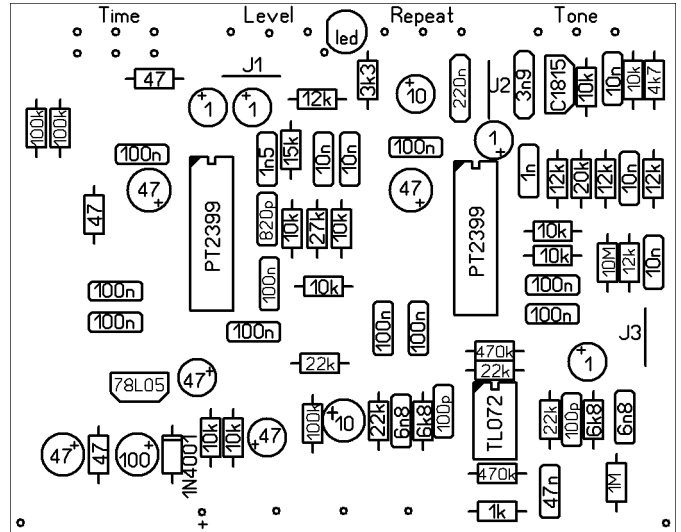 Time Level Repeat Tone
led
J1
47
1
1
12k
3k3
10
220n
J2
3n9
C1815
10k
10n
10k
4k7
100k
100k
100n
1n5
15k
10n
10n
100n
1
47
47
PT2399
820p
10k
27k
10k
47
PT2399
1n
12k
20k
12k
10n
12k
10k
10k
10M
12k
10n
100n
100n
10k
100n
100n
100n
100n
100n
100n
J3
22k
470k
22k
1
78L05
47
TL072
47
47
100
1N4001
10k
10k
47
100k
10
22k
6n8
6k8
100p
22k
100p
6k8
6n8
470k
47n
1M
1k
+